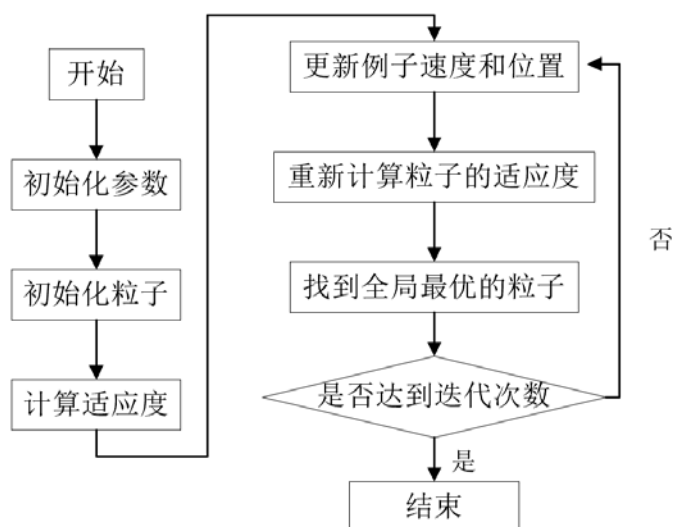 开始
初始化参数
初始化粒子
计算适应度
更新例子速度和位置
重新计算粒子的适应度
找到全局最优的粒子
是否达到迭代次数
否
是
结束